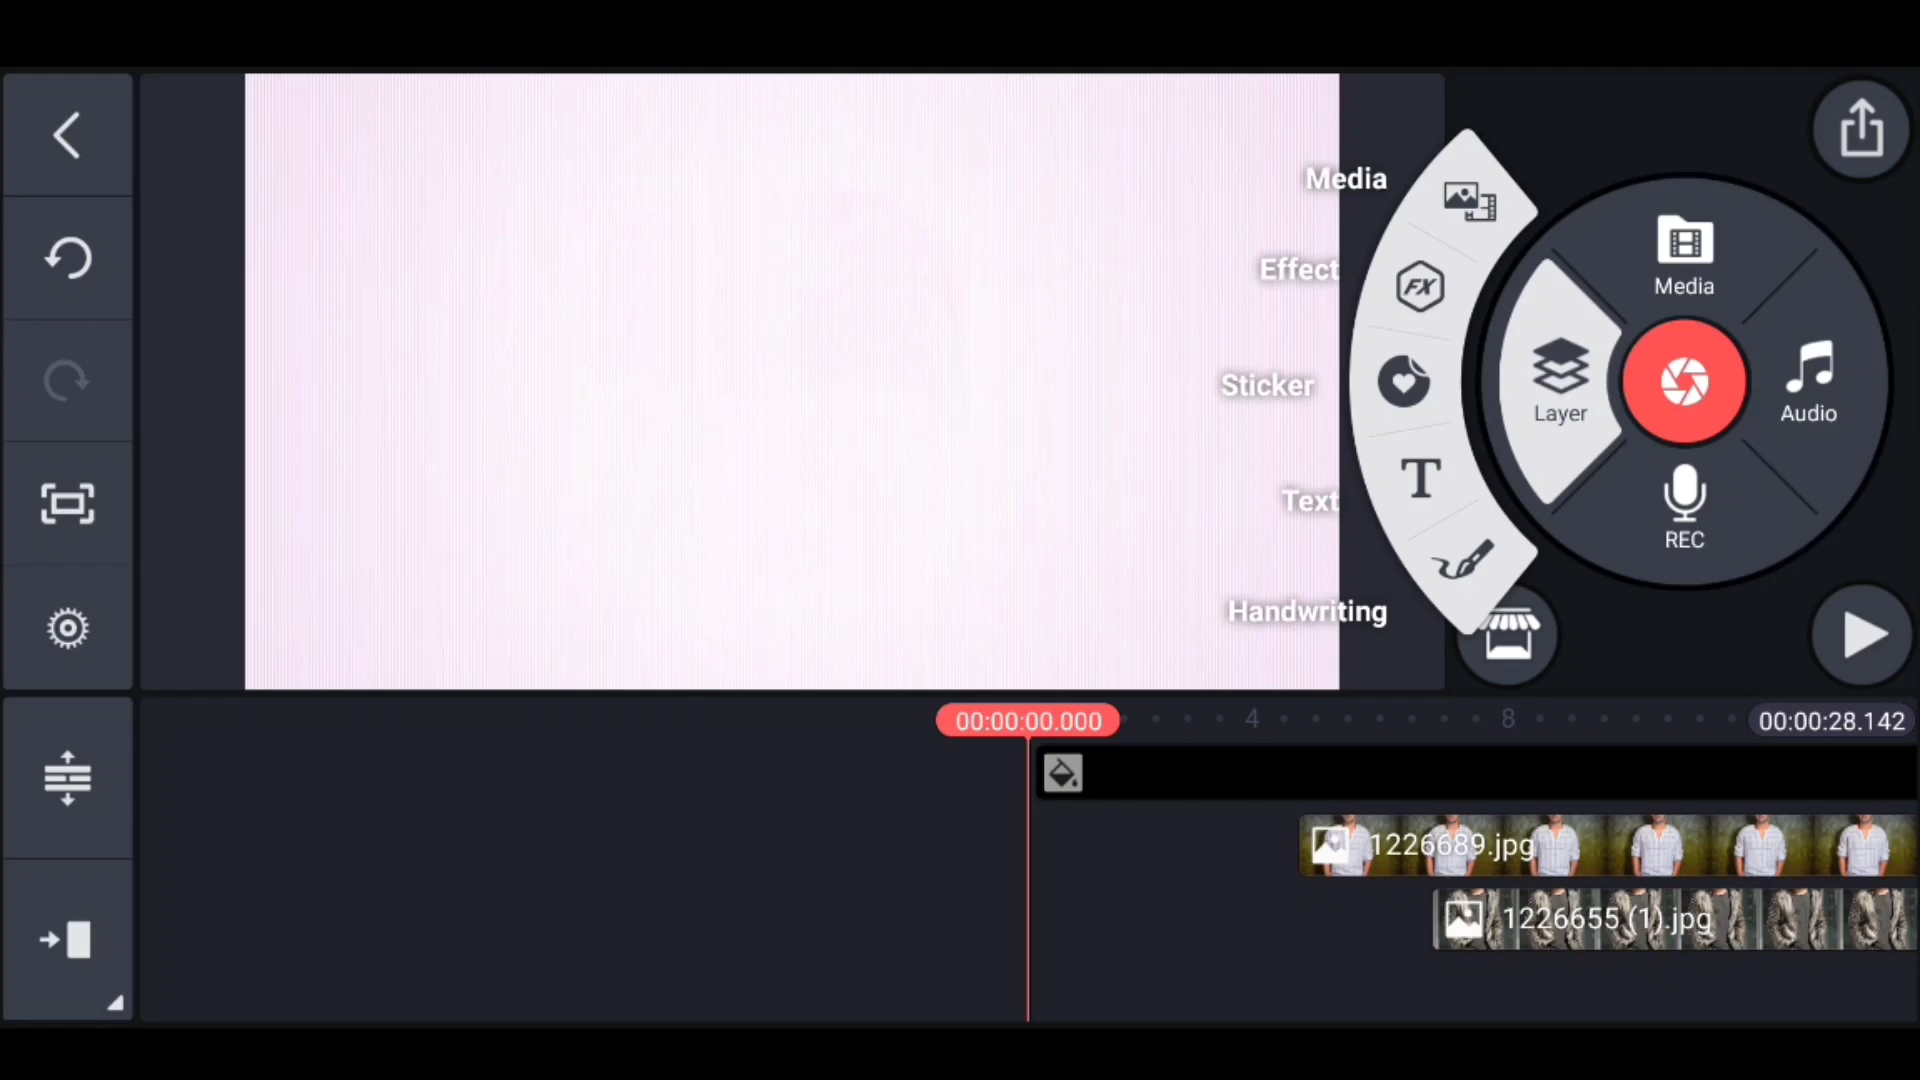 Media
Effect
Sticker
Text
Handwriting
FX
T
Media
Layer
Audio
REC
00:00:00.000
4
8
00:00:28.142
1226689.jpg
1226655 (1).jpg